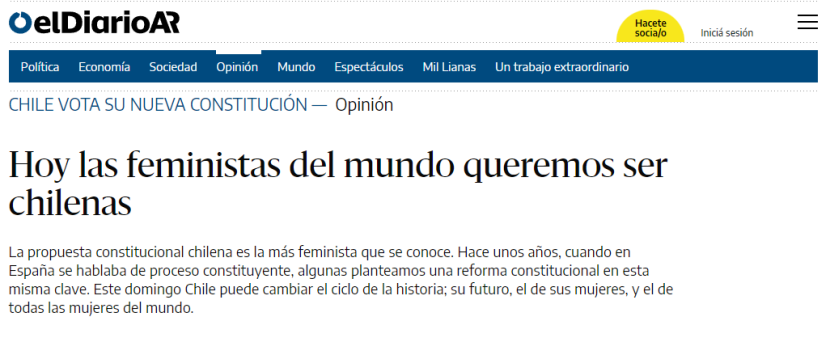 elDiarioAR
Hacete
socia/o
Iniciá sesión
Política Economía Sociedad Opinión Mundo Espectáculos Mil Lianas Un trabajo extraordinario
CHILE VOTA SU NUEVA CONSTITUCIÓN — Opinión
Hoy las feministas del mundo queremos ser
chilenas
La propuesta constitucional chilena es la más feminista que se conoce. Hace unos años, cuando en
España se hablaba de proceso constituyente, algunas planteamos una reforma constitucional en esta
misma clave. Este domingo Chile puede cambiar el ciclo de la historia; su futuro, el de sus mujeres, y el de
todas las mujeres del mundo.